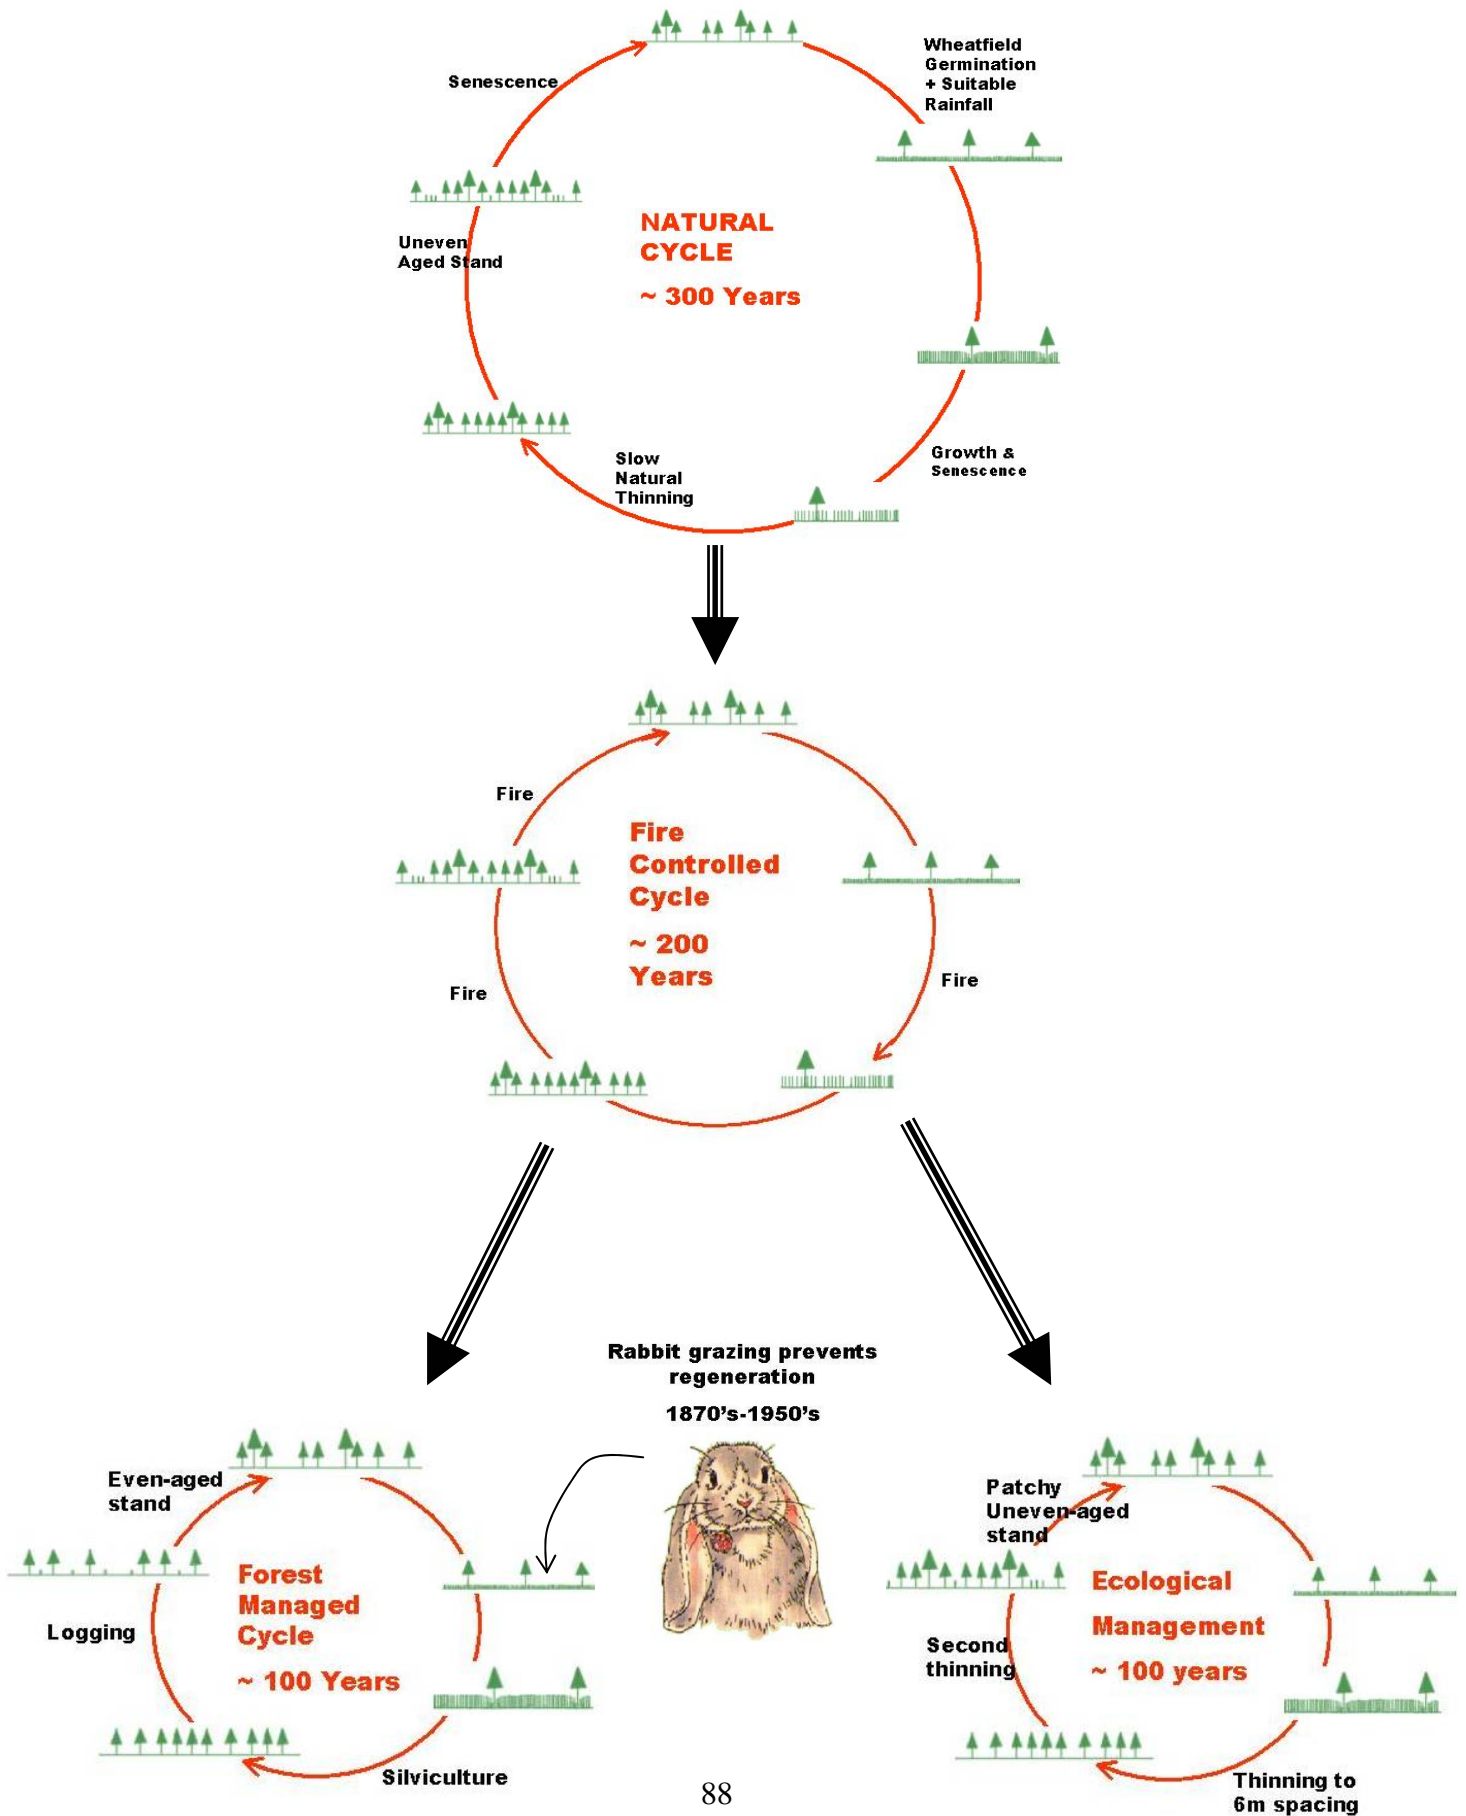 Wheatfield
Germination
+ Suitable
Rainfall
Senescence
NATURAL
CYCLE
~ 300 Years
Uneven
Aged Stand
Growth &
Senescence
Slow
Natural
Thinning
Fire
Fire
Controlled
Cycle
~ 200
Years
Fire
Fire
Rabbit grazing prevents
regeneration
1870's-1950's
Even-aged
stand
Forest
Managed
Cycle
~ 100 Years
Logging
Silviculture
Patchy
Uneven-aged
stand
Ecological
Management
~ 100 years
Second
thinning
Thinning to
6m spacing
88